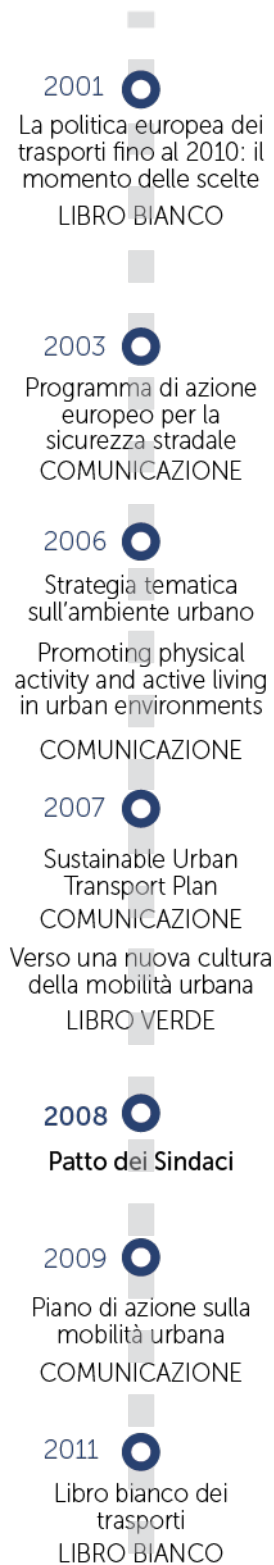 2001
La politica europea dei
trasporti fino al 2010: il
momento delle scelte
LIBRO BIANCO
2003
Programma di azione
europeo per la
sicurezza stradale
COMUNICAZIONE
2006
Strategia tematica
sull'ambiente urbano
Promoting physical
activity and active living
in urban environments
COMUNICAZIONE
2007
Sustainable Urban
Transport Plan
COMUNICAZIONE
Verso una nuova cultura
della mobilità urbana
LIBRO VERDE
2008
Patto dei Sindaci
2009
Piano di azione sulla
mobilità urbana
COMUNICAZIONE
2011
Libro bianco dei
trasporti
LIBRO BIANCO